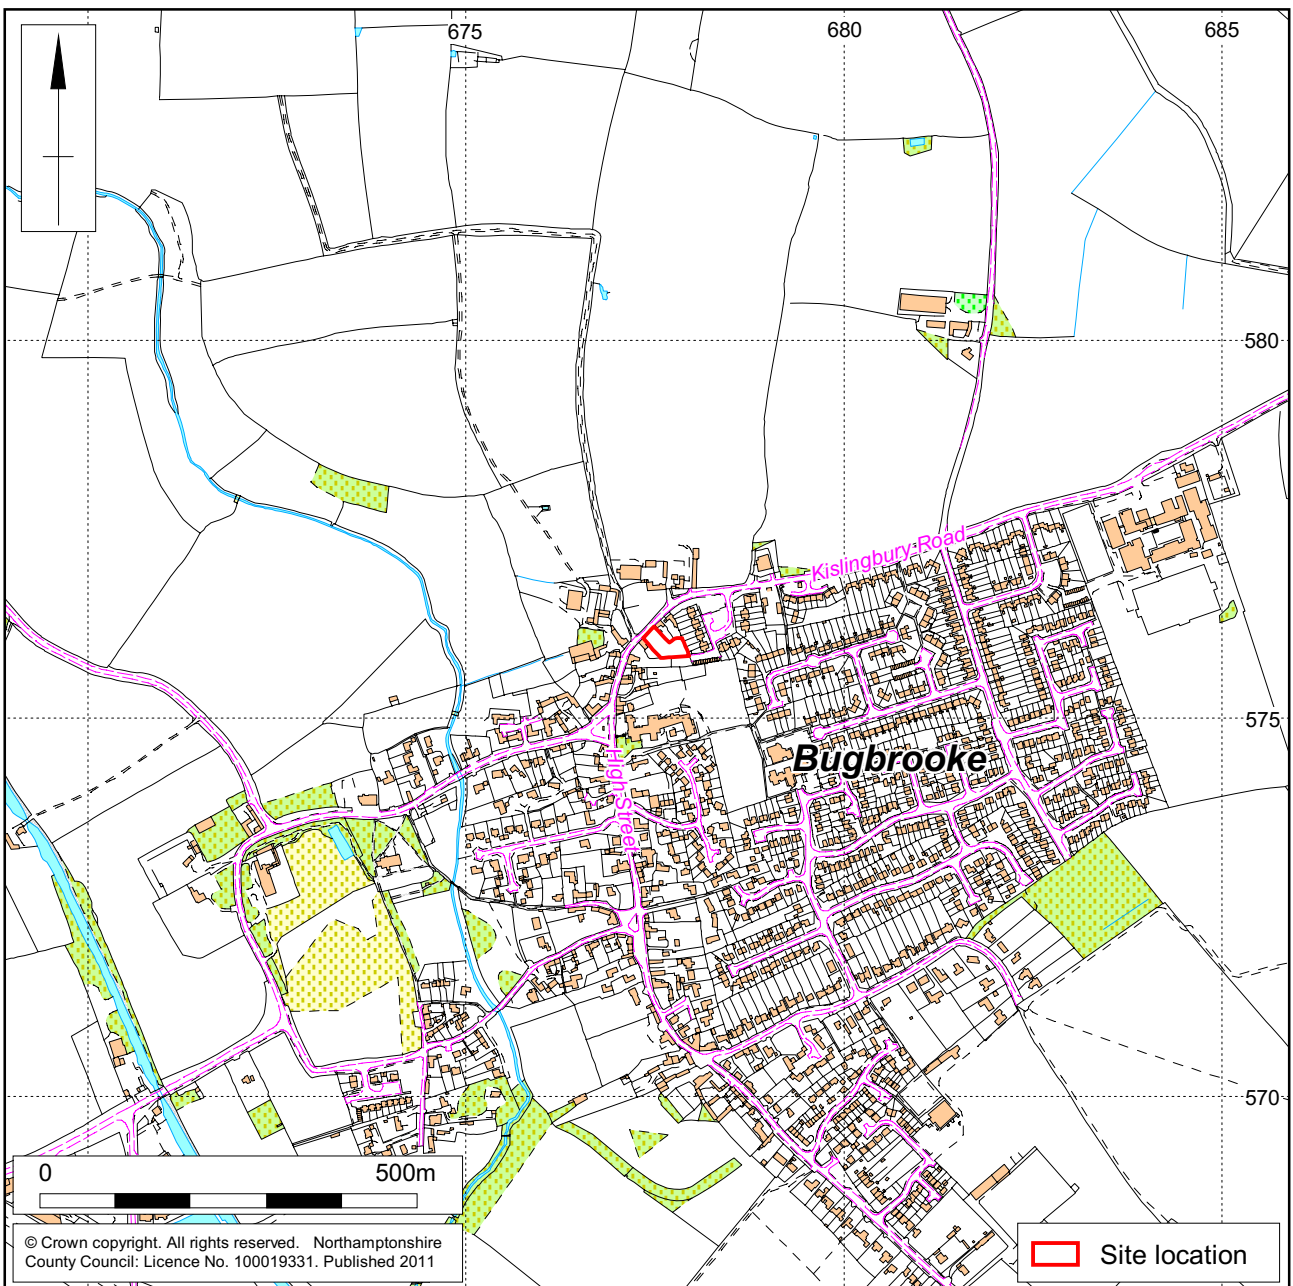 675
680
685
580
Kislingbury Road
575
Bugbrooke
High Street
570
0 500m
© Crown copyright. All rights reserved. Northamptonshire
County Council: Licence No. 100019331. Published 2011
Site location